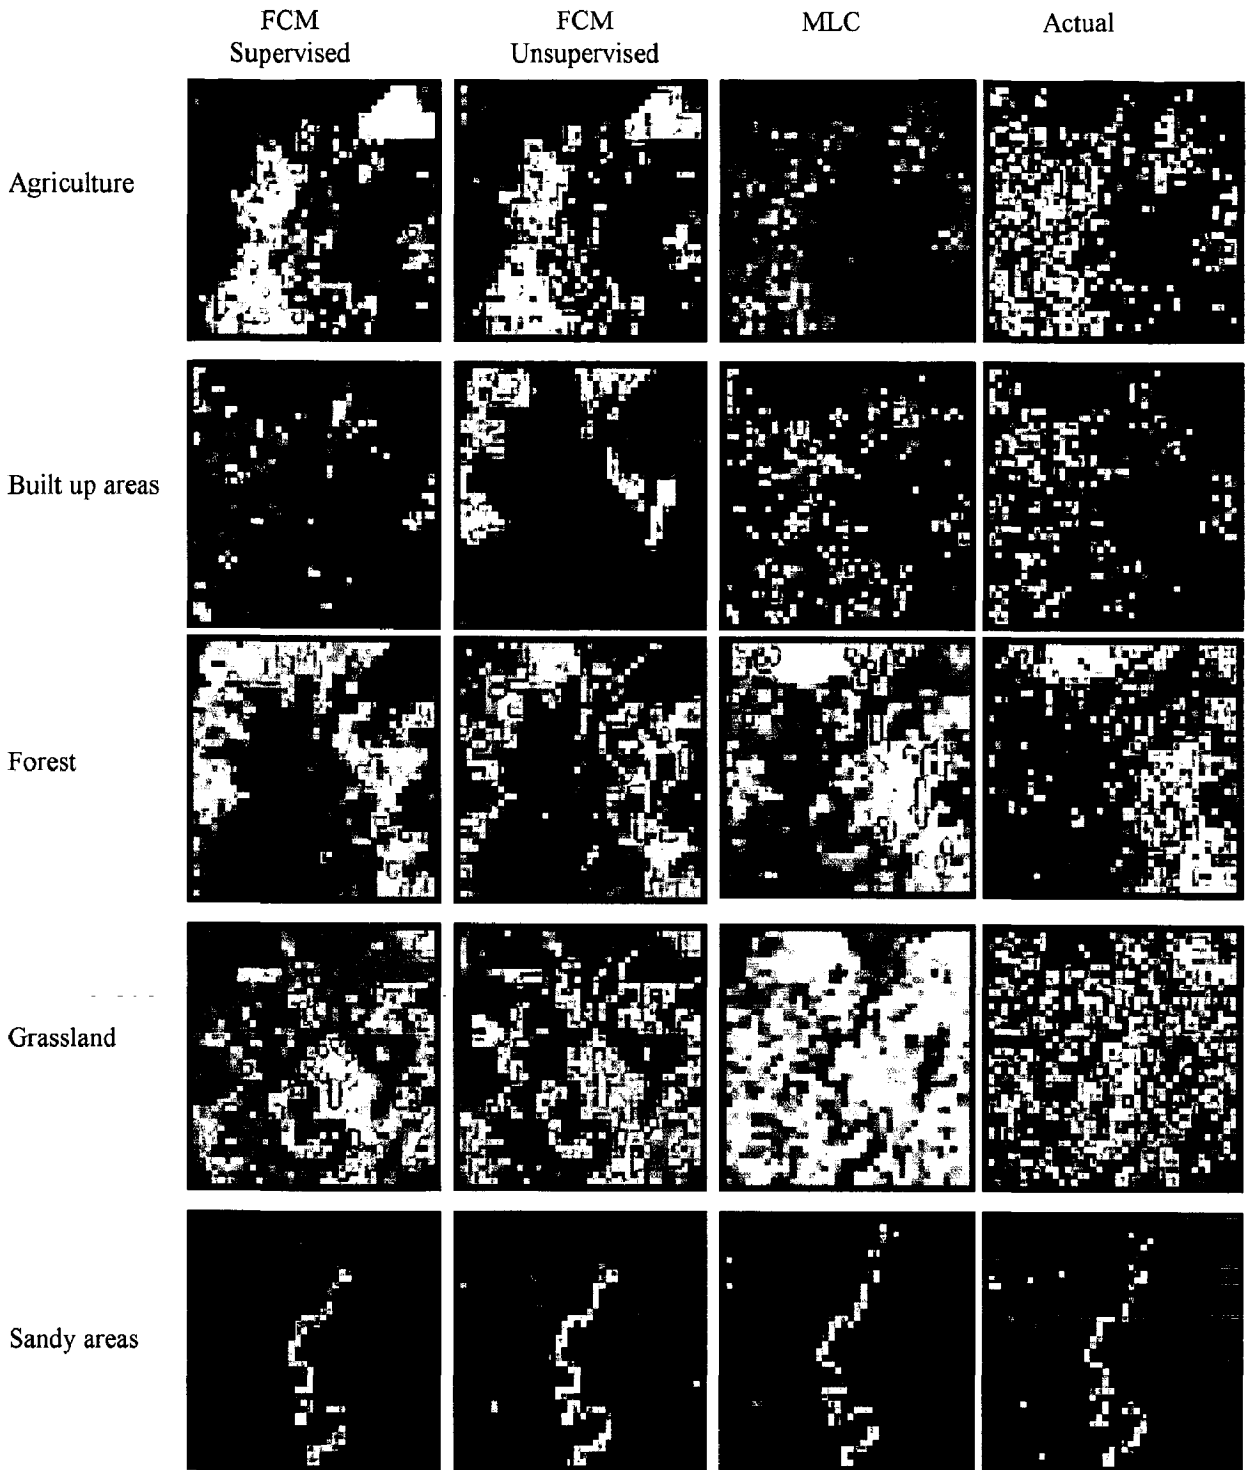 FCM
Supervised
FCM
Unsupervised
MLC
Actual
Agriculture
Built up areas
Forest
Grassland
Sandy areas